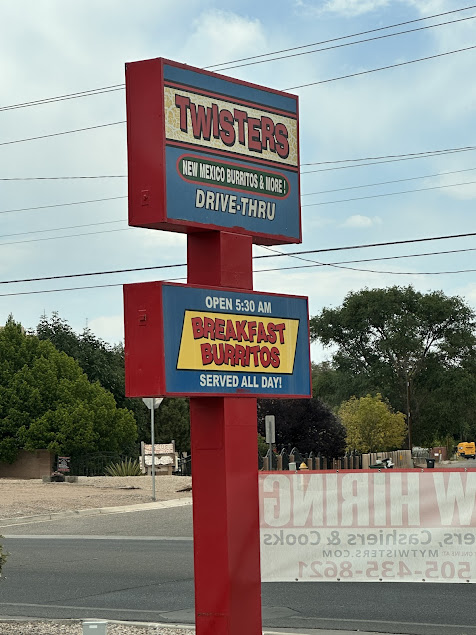 TWISTERS
NEW MEXICO BURRITOS & MORE!
DRIVE-THRU
OPEN 5:30 AM
BREAKFAST
BURRITOS
SERVED ALL DAY!
W HIRING
ers, Cashiers & Cooks
MYTWISTERS.COM
505-435-8621